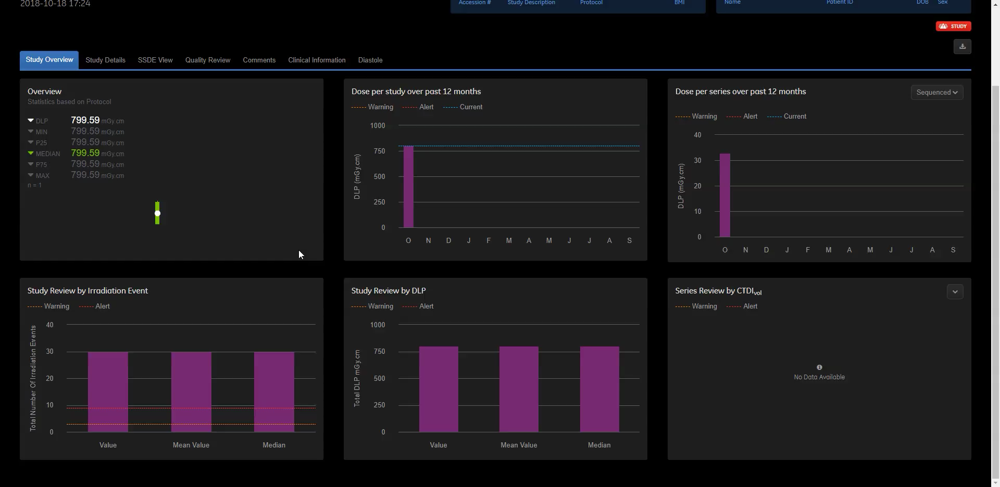 2018-10-18 17:24
Accession # Study Description Protocol BMI
Name Patient ID DOB Sex
STUDY
Study Overview Study Details SSDE View Quality Review Comments Clinical Information Diastole
Overview
Statistics based on Protocol
DLP 799.59 mGy.cm
MIN 799.59 mGy.cm
P25 799.59 mGy.cm
MEDIAN 799.59 mGy.cm
P75 799.59 mGy.cm
MAX 799.59 mGy.cm
n = 1
Dose per study over past 12 months
Warning Alert Current
1000
750
500
250
0
DLP (mGy.cm)
O N D J F M A M J J A S
Dose per series over past 12 months
Sequenced
Warning Alert Current
40
30
20
10
0
DLP (mGy.cm)
O N D J F M A M J J A S
Study Review by Irradiation Event
Warning Alert
40
30
20
10
0
Total Number Of Irradiation Events
Value Mean Value Median
Study Review by DLP
Warning Alert
1000
750
500
250
0
Total DLP mGy.cm
Value Mean Value Median
Series Review by CTDIvol
Warning Alert
No Data Available